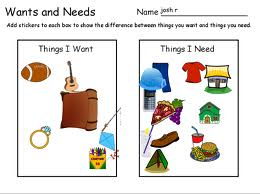 Wants and Needs
Name josh r
Add stickers to each box to show the difference between things you want and things you need.
Things I Want
Things I Need